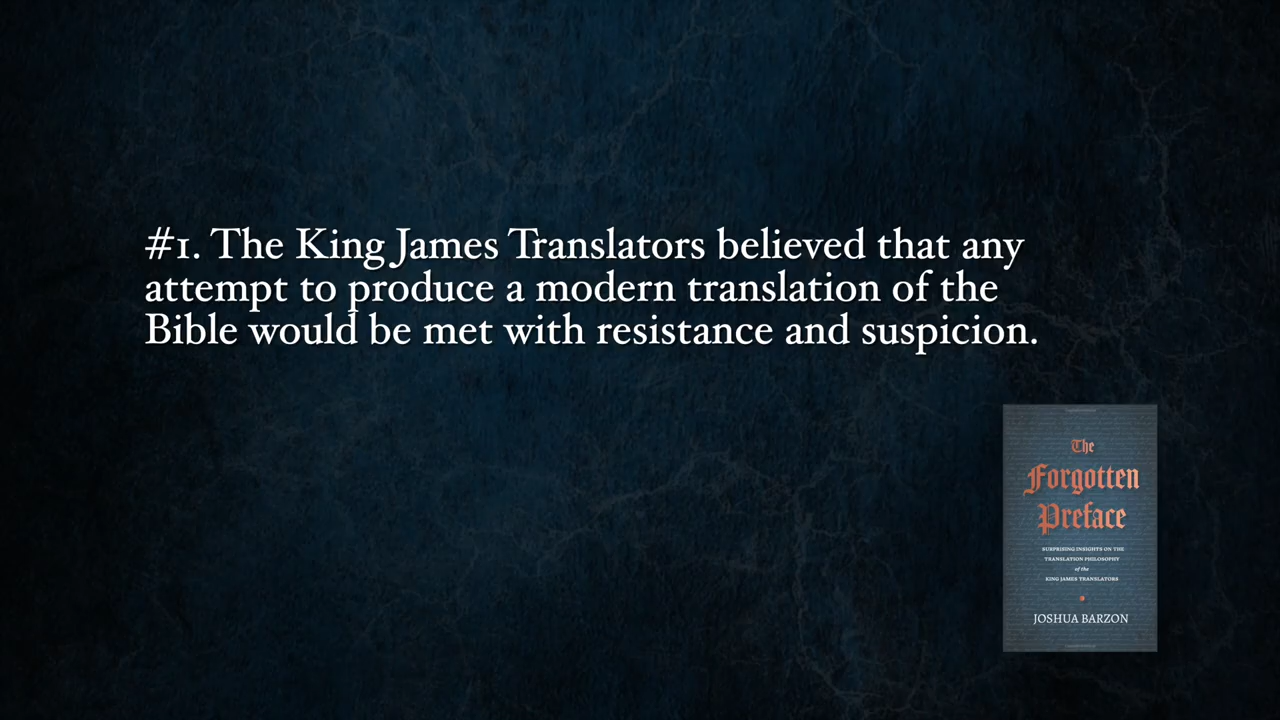 #1. The King James Translators believed that any
attempt to produce a modern translation of the
Bible would be met with resistance and suspicion.
The
Forgotten
Preface
SURPRISING INSIGHTS ON THE
TRANSLATION PHILOSOPHY
of the
KING JAMES TRANSLATORS
JOSHUA BARZON